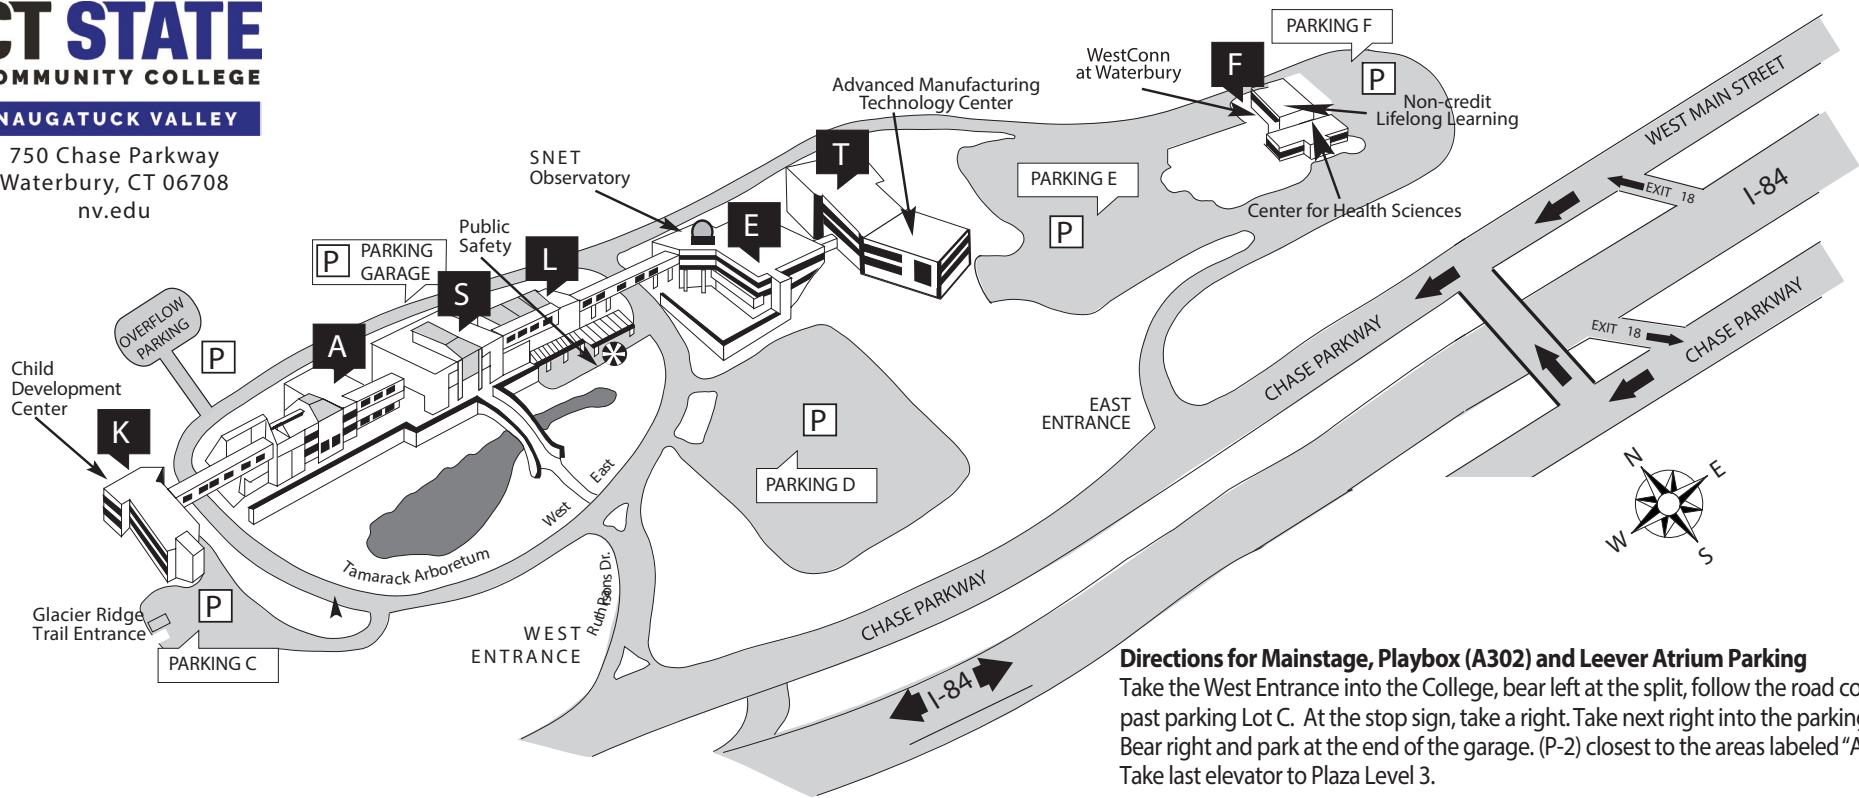 CT STATE
COMMUNITY COLLEGE
NAUGATUCK VALLEY
750 Chase Parkway
Waterbury, CT 06708
nv.edu
PARKING F
P
WestConn
at Waterbury
F
Non-credit
Lifelong Learning
Center for Health Sciences
Advanced Manufacturing
Technology Center
T
PARKING E
P
SNET
Observatory
E
Public
Safety
L
P
PARKING
GARAGE
S
A
OVERFLOW
PARKING
P
Child
Development
Center
K
WEST MAIN STREET
EXIT 18
I-84
EXIT 18
CHASE PARKWAY
CHASE PARKWAY
EAST
ENTRANCE
P
PARKING D
East
West
Tamarack Arboretum
Ruth
Dr.
P
Glacier Ridge
Trail Entrance
PARKING C
WEST
ENTRANCE
CHASE PARKWAY
I-84
N
E
W
S
Directions for Mainstage, Playbox (A302) and Leever Atrium Parking
Take the West Entrance into the College, bear left at the split, follow the road co
past parking Lot C. At the stop sign, take a right. Take next right into the parking
Bear right and park at the end of the garage. (P-2) closest to the areas labeled “A
Take last elevator to Plaza Level 3.